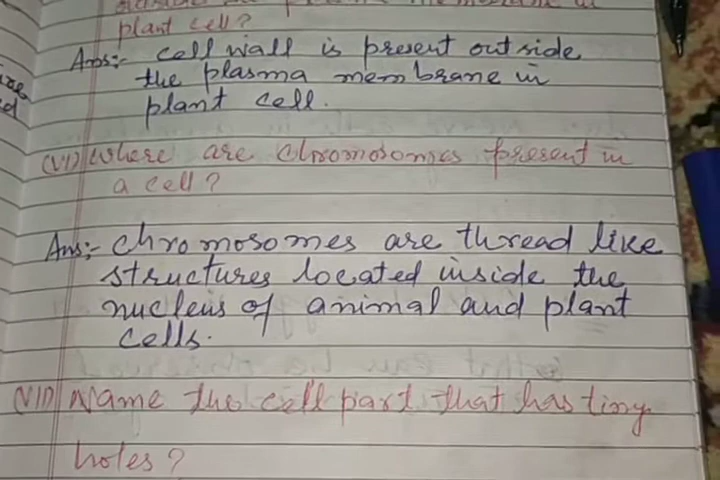 plant cell?
Ans:- cell wall is present outside
the plasma membrane in
plant cell.
(VI) Where are chromosomes present in
a cell?
Ans:- chromosomes are thread like
structures located inside the
nucleus of animal and plant
cells.
(VII) Name the cell part that has tiny
holes?